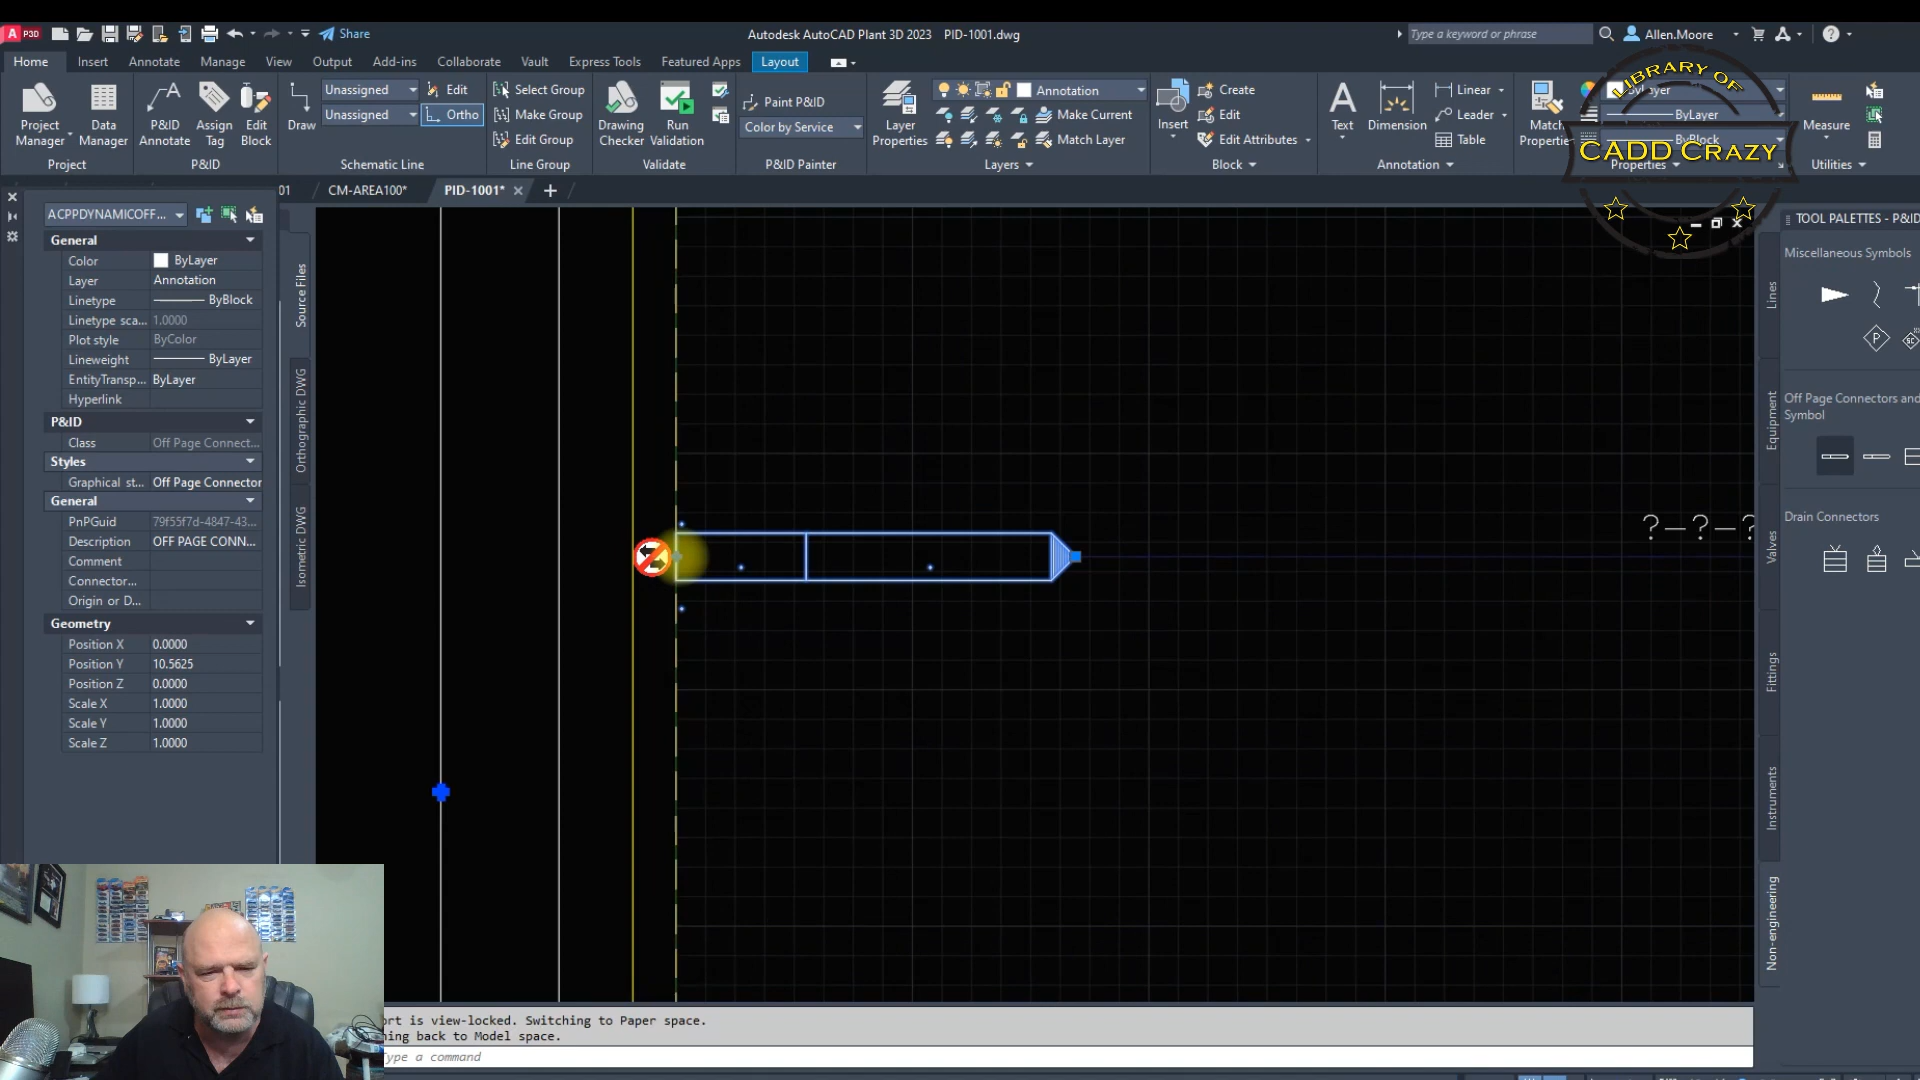 A P3D
Share
Autodesk AutoCAD Plant 3D 2023 PID-1001.dwg
Type a keyword or phrase
Allen.Moore
Home Insert Annotate Manage View Output Add-ins Collaborate Vault Express Tools Featured Apps Layout
Project Manager
Data Manager
P&ID Annotate
Assign Tag
Edit Block
Draw
Unassigned
Unassigned
Edit
Ortho
Select Group
Make Group
Edit Group
Drawing Checker
Run Validation
Paint P&ID
Color by Service
Layer Properties
Annotation
Make Current
Match Layer
Insert
Create
Edit
Edit Attributes
Text
Dimension
Linear
Leader
Table
Match Properties
ByLayer
ByBlock
Measure
Project P&ID Schematic Line Line Group Validate P&ID Painter Layers Block Annotation Properties Utilities
LIBRARY OF
CADD CRAZY
01 CM-AREA100* PID-1001*
ACPPDYNAMICOFF...
General
Color ByLayer
Layer Annotation
Linetype ByBlock
Linetype sca... 1.0000
Plot style ByColor
Lineweight ByLayer
EntityTransp... ByLayer
Hyperlink
P&ID
Class Off Page Connect...
Styles
Graphical st... Off Page Connector
General
PnPGuid 79f55f7d-4847-43...
Description OFF PAGE CONN...
Comment
Connector...
Origin or D...
Geometry
Position X 0.0000
Position Y 10.5625
Position Z 0.0000
Scale X 1.0000
Scale Y 1.0000
Scale Z 1.0000
Source Files
Orthographic DWG
Isometric DWG
?-?-?
TOOL PALETTES - P&ID
Miscellaneous Symbols
P
Off Page Connectors and
Symbol
Drain Connectors
Lines
Equipment
Valves
Fittings
Instruments
Non-engineering
ort is view-locked. Switching to Paper space.
ing back to Model space.
Type a command